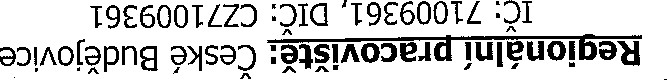 Regionální pracoviště: České Budějovice
IČ: 71009361, DIČ: CZ71009361